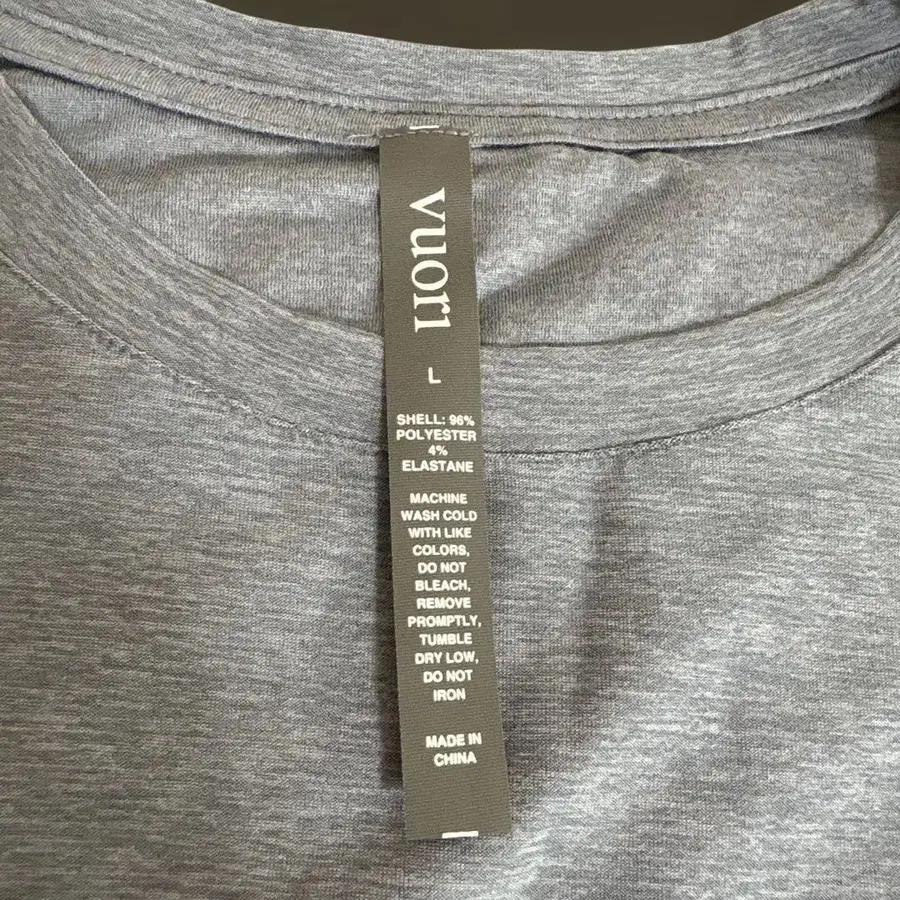 vuori
L
SHELL: 96%
POLYESTER
4%
ELASTANE
MACHINE
WASH COLD
WITH LIKE
COLORS,
DO NOT
BLEACH,
REMOVE
PROMPTLY,
TUMBLE
DRY LOW,
DO NOT
IRON
MADE IN
CHINA